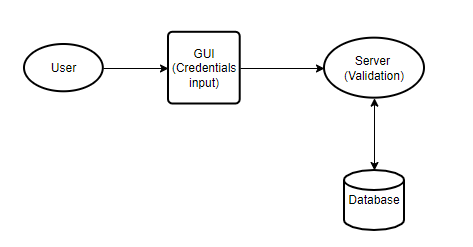 User
GUI
(Credentials
input)
Server
(Validation)
Database